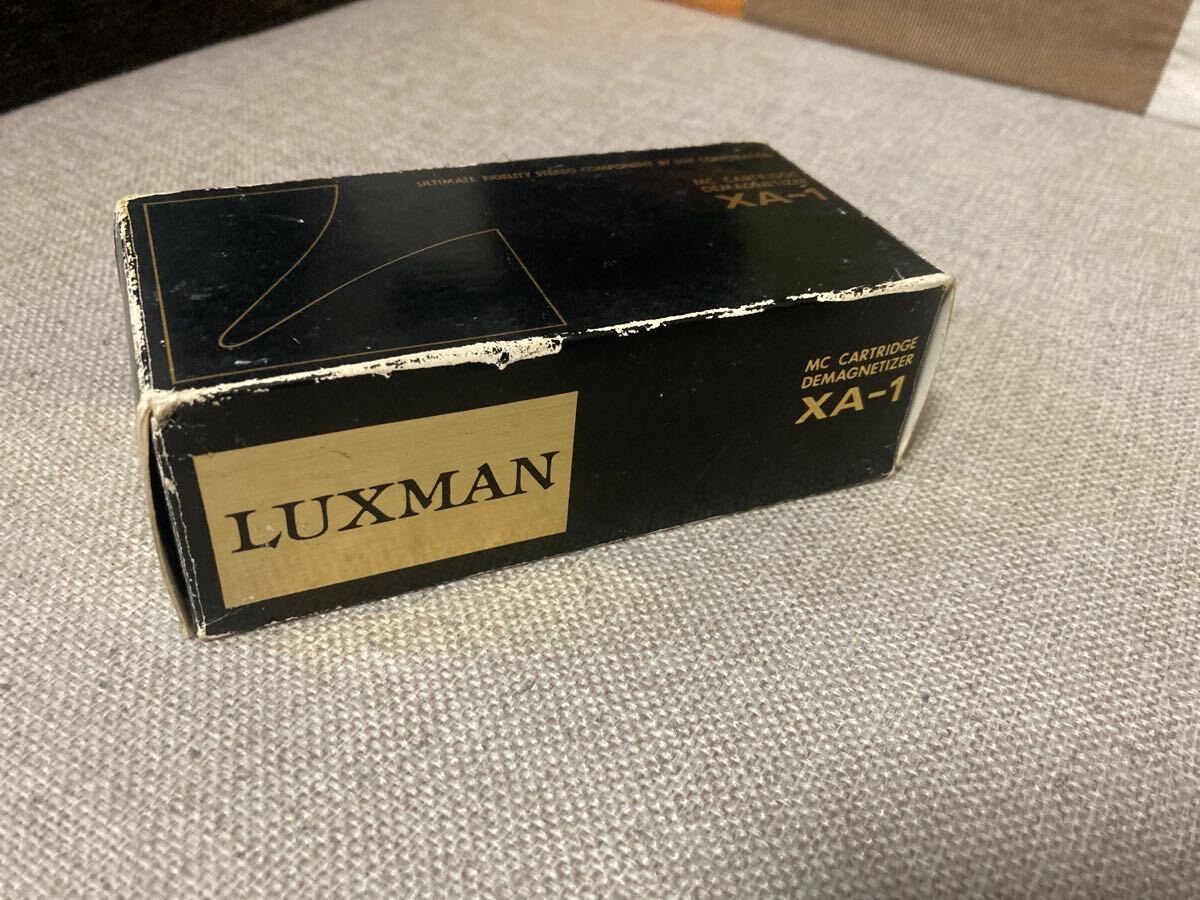 ULTIMATE FIDELITY STEREO COMPONENT BY LUX CORPORATION
MC CARTRIDGE
DEMAGNETIZER
XA-1
LUXMAN
MC CARTRIDGE
DEMAGNETIZER
XA-1